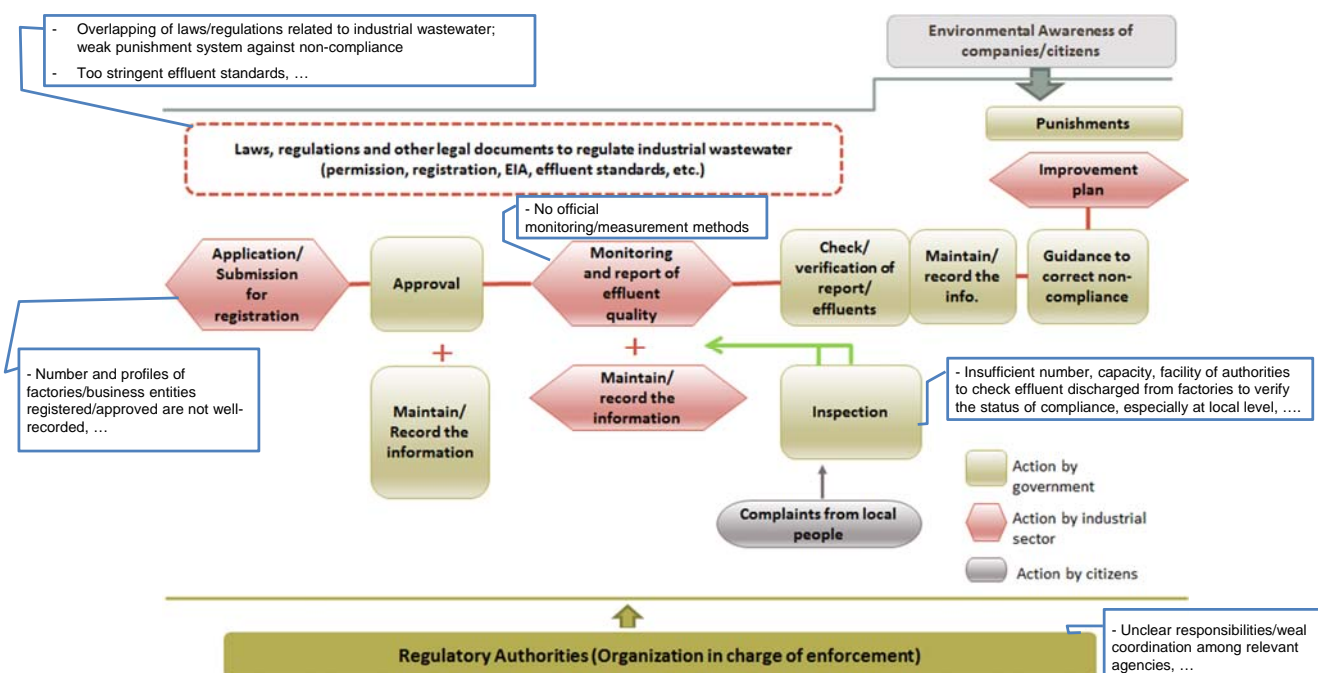 - Overlapping of laws/regulations related to industrial wastewater;
weak punishment system against non-compliance
- Too stringent effluent standards, …
Environmental Awareness of
companies/citizens
Punishments
Laws, regulations and other legal documents to regulate industrial wastewater
(permission, registration, EIA, effluent standards, etc.)
Improvement
plan
- No official
monitoring/measurement methods
Application/
Submission
for
registration
Approval
Monitoring
and report of
effluent
quality
Check/
verification of
report/
effluents
Maintain/
record the
info.
Guidance to
correct non-
compliance
+
+
- Number and profiles of
factories/business entities
registered/approved are not well-
recorded, …
Maintain/
Record the
information
Maintain/
record the
information
Inspection
- Insufficient number, capacity, facility of authorities
to check effluent discharged from factories to verify
the status of compliance, especially at local level, ….
Complaints from local
people
Action by
government
Action by industrial
sector
Action by citizens
Regulatory Authorities (Organization in charge of enforcement)
- Unclear responsibilities/weal
coordination among relevant
agencies, …